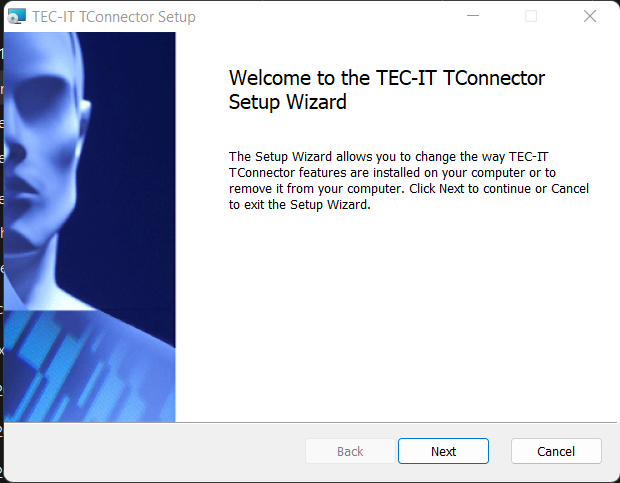 TEC-IT TConnector Setup
Welcome to the TEC-IT TConnector
Setup Wizard
The Setup Wizard allows you to change the way TEC-IT
TConnector features are installed on your computer or to
remove it from your computer. Click Next to continue or Cancel
to exit the Setup Wizard.
Back
Next
Cancel